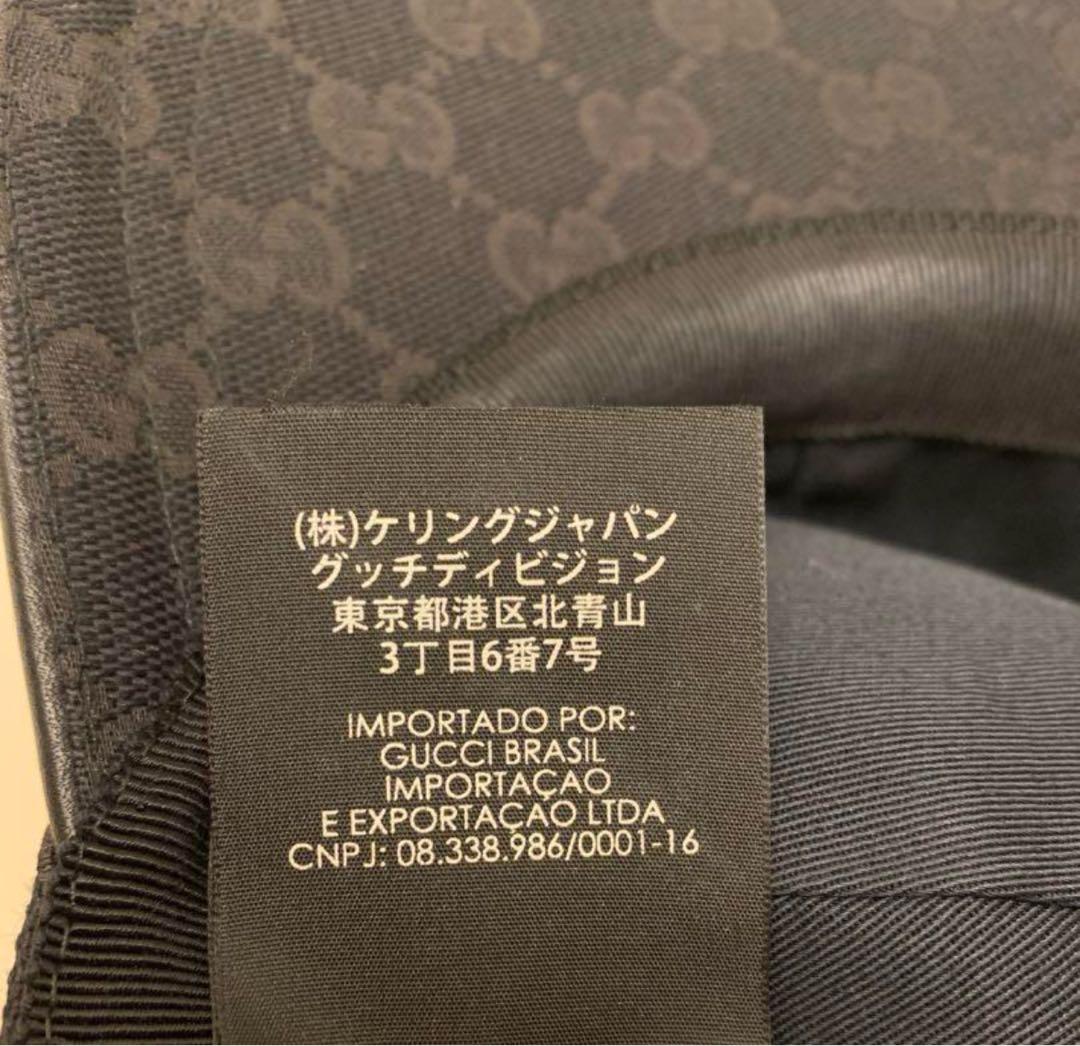 (株)ケリングジャパン
グッチディビジョン
東京都港区北青山
3丁目6番7号
IMPORTADO POR:
GUCCI BRASIL
IMPORTAÇAO
E EXPORTAÇAO LTDA
CNPJ: 08.338.986/0001-16